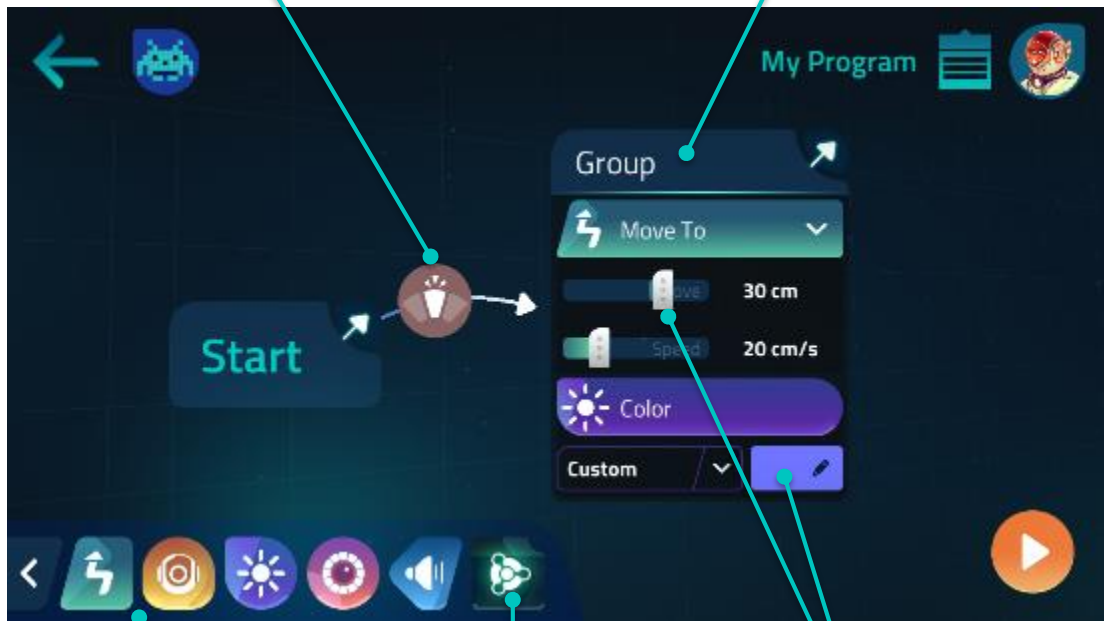 My Program
Group
Move To
30 cm
Speed
20 cm/s
Start
Color
Custom